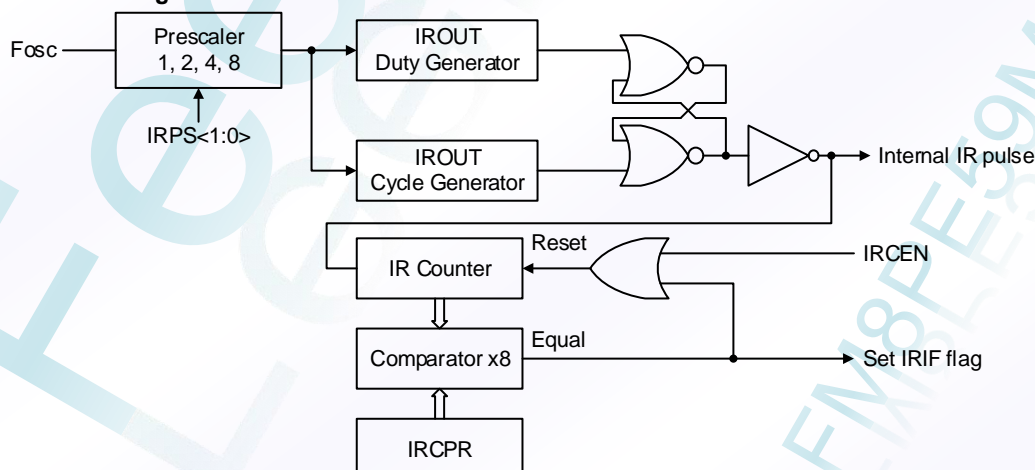 Prescaler
1, 2, 4, 8
Fosc
IRPS<1:0>
IROUT
Duty Generator
IROUT
Cycle Generator
Internal IR pulse
Reset
IR Counter
IRCEN
Equal
Comparator x8
Set IRIF flag
IRCPR